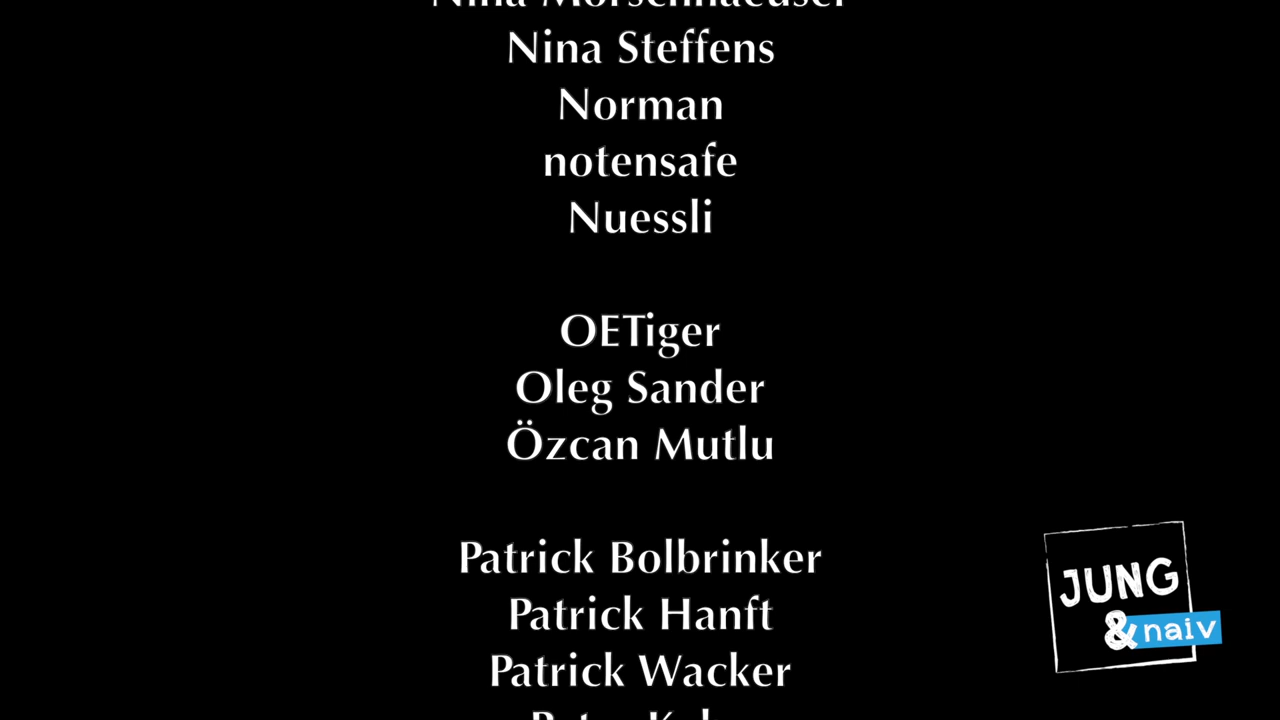 Nina Steffens
Norman
notensafe
Nuessli
OETiger
Oleg Sander
Özcan Mutlu
Patrick Bolbrinker
Patrick Hanft
Patrick Wacker
JUNG
&naiv